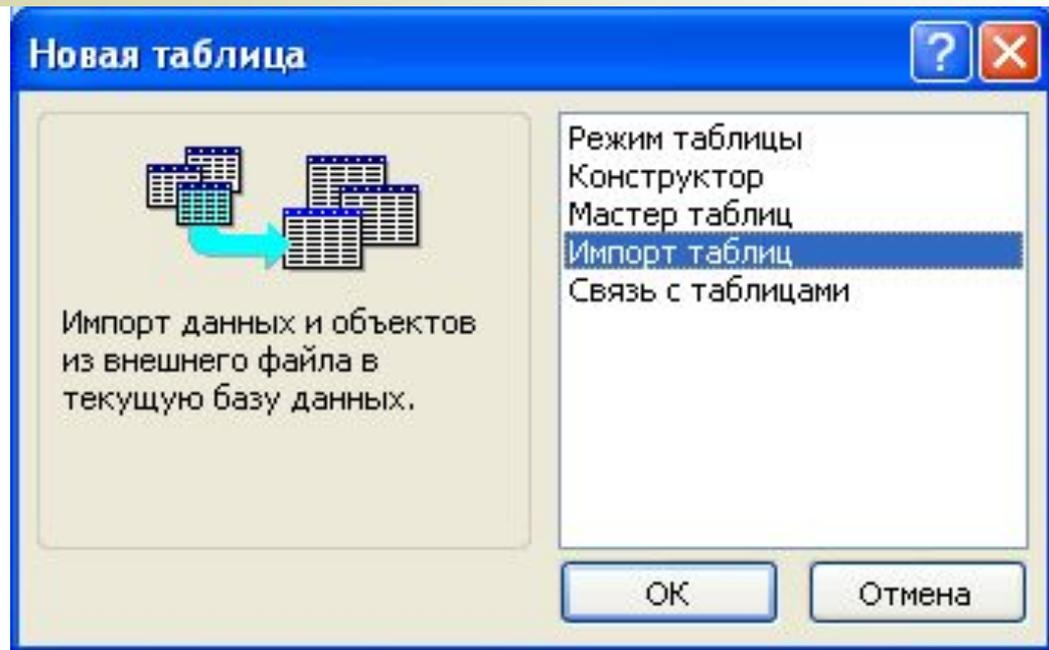 Новая таблица
Импорт данных и объектов
из внешнего файла в
текущую базу данных.
Режим таблицы
Конструктор
Мастер таблиц
Импорт таблиц
Связь с таблицами
ОК
Отмена